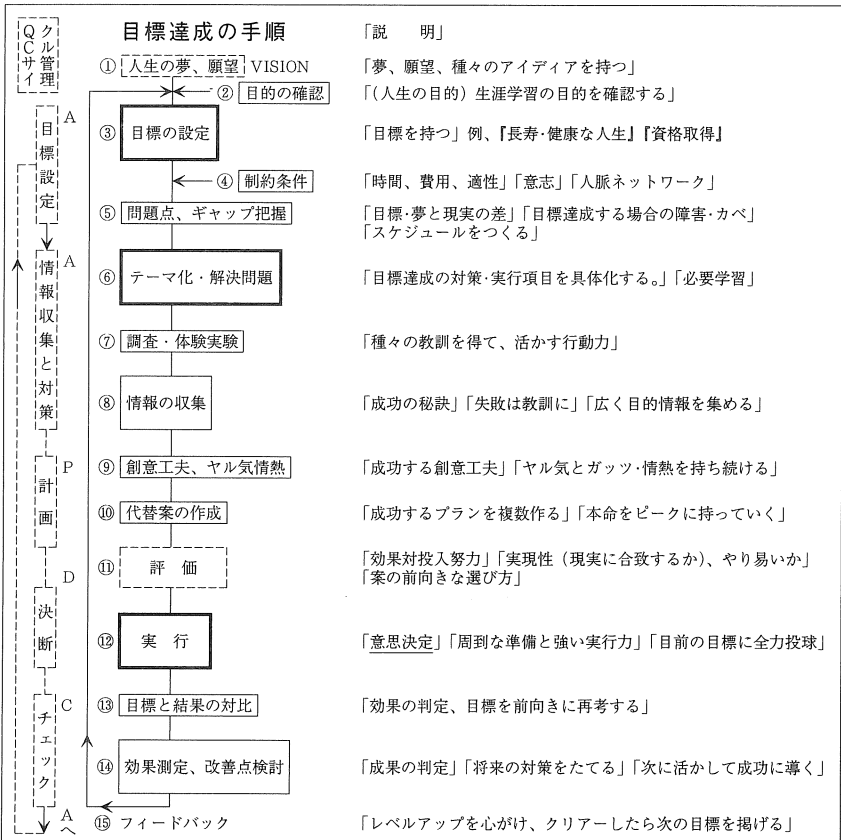 QCサイクル管理
目標達成の手順 「説　明」
① 人生の夢、願望 VISION 「夢、願望、種々のアイディアを持つ」
② 目的の確認 「(人生の目的) 生涯学習の目的を確認する」
A
目標設定
③ 目標の設定 「目標を持つ」例、『長寿・健康な人生』『資格取得』
④ 制約条件 「時間、費用、適性」「意志」「人脈ネットワーク」
⑤ 問題点、ギャップ把握 「目標・夢と現実の差」「目標達成する場合の障害・カベ」
「スケジュールをつくる」
A
情報収集と対策
⑥ テーマ化・解決問題 「目標達成の対策・実行項目を具体化する。」「必要学習」
⑦ 調査・体験実験 「種々の教訓を得て、活かす行動力」
⑧ 情報の収集 「成功の秘訣」「失敗は教訓に」「広く目的情報を集める」
P
計画
⑨ 創意工夫、ヤル気情熱 「成功する創意工夫」「ヤル気とガッツ・情熱を持ち続ける」
⑩ 代替案の作成 「成功するプランを複数作る」「本命をピークに持っていく」
D
決断
⑪ 評価 「効果対投入努力」「実現性（現実に合致するか）、やり易いか」
「案の前向きな選び方」
⑫ 実行 「意思決定」「周到な準備と強い実行力」「目前の目標に全力投球」
C
チェック
⑬ 目標と結果の対比 「効果の判定、目標を前向きに再考する」
⑭ 効果測定、改善点検討 「成果の判定」「将来の対策をたてる」「次に活かして成功に導く」
Aへ
⑮ フィードバック 「レベルアップを心がけ、クリアーしたら次の目標を掲げる」